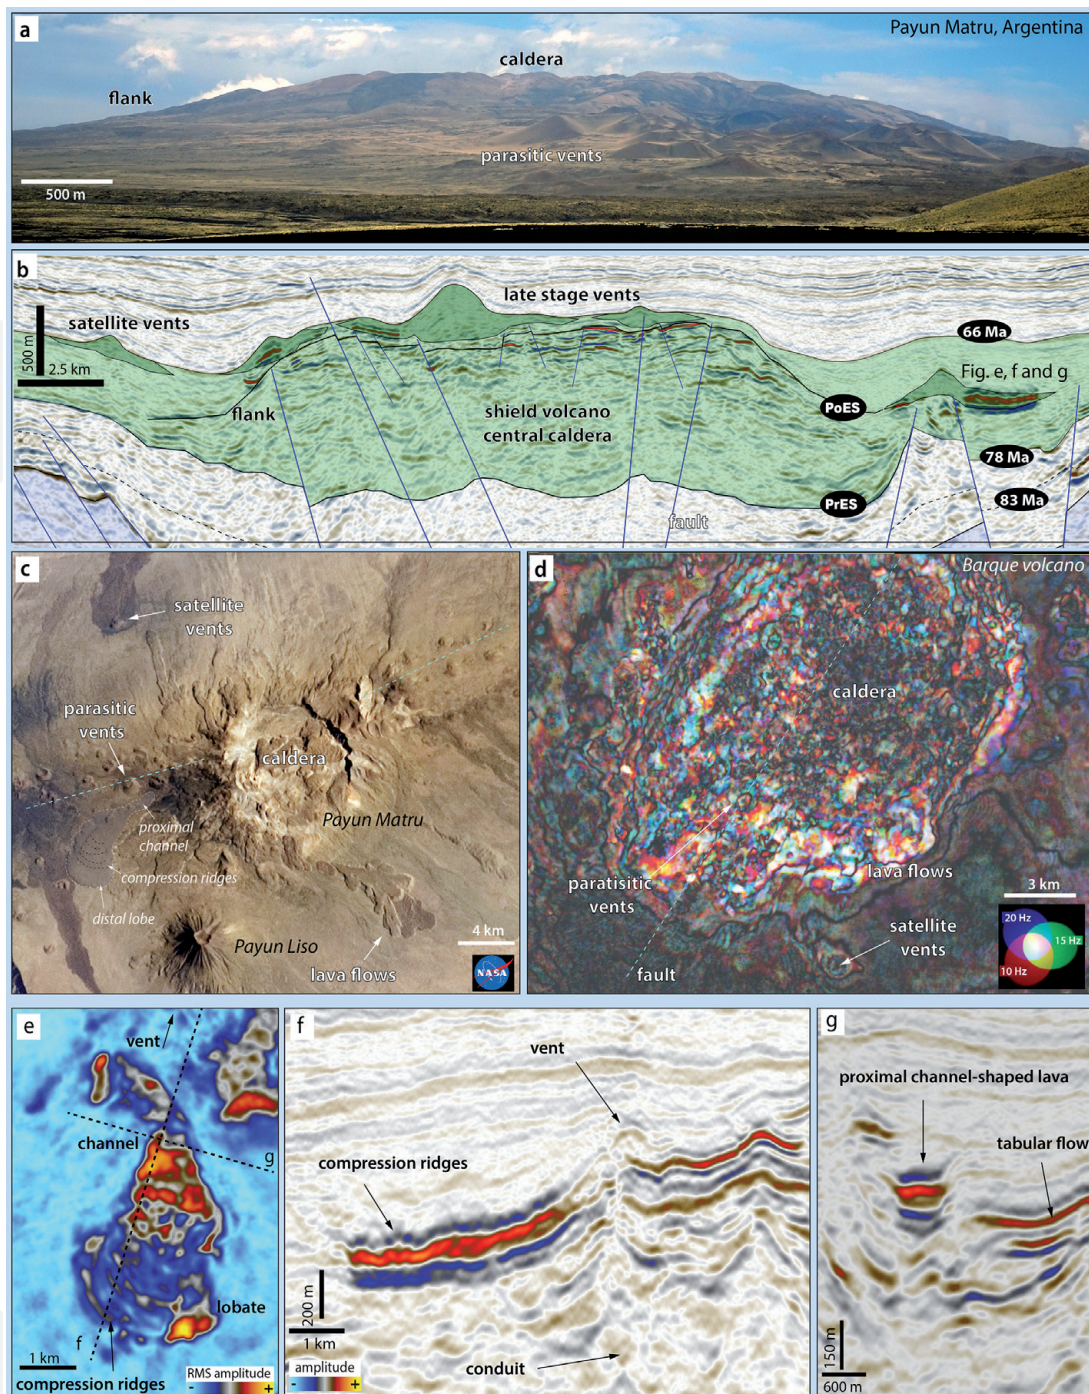 a
Payun Matru, Argentina
caldera
flank
parasitic vents
500 m
b
late stage vents
satellite vents
66 Ma
500 m
2.5 km
Fig. e, f and g
flank
shield volcano
central caldera
PoES
78 Ma
83 Ma
PrES
fault
c
satellite
vents
parasitic
vents
caldera
proximal
channel
Payun Matru
compression ridges
distal lobe
Payun Liso
lava flows
4 km
NASA
d
Barque volcano
caldera
paratisitic
vents
lava flows
3 km
satellite
vents
fault
20 Hz
15 Hz
10 Hz
e
vent
channel
g
lobate
f
1 km
RMS amplitude
- +
compression ridges
f
vent
compression ridges
200 m
1 km
amplitude
- +
conduit
g
proximal channel-shaped lava
tabular flow
150 m
600 m